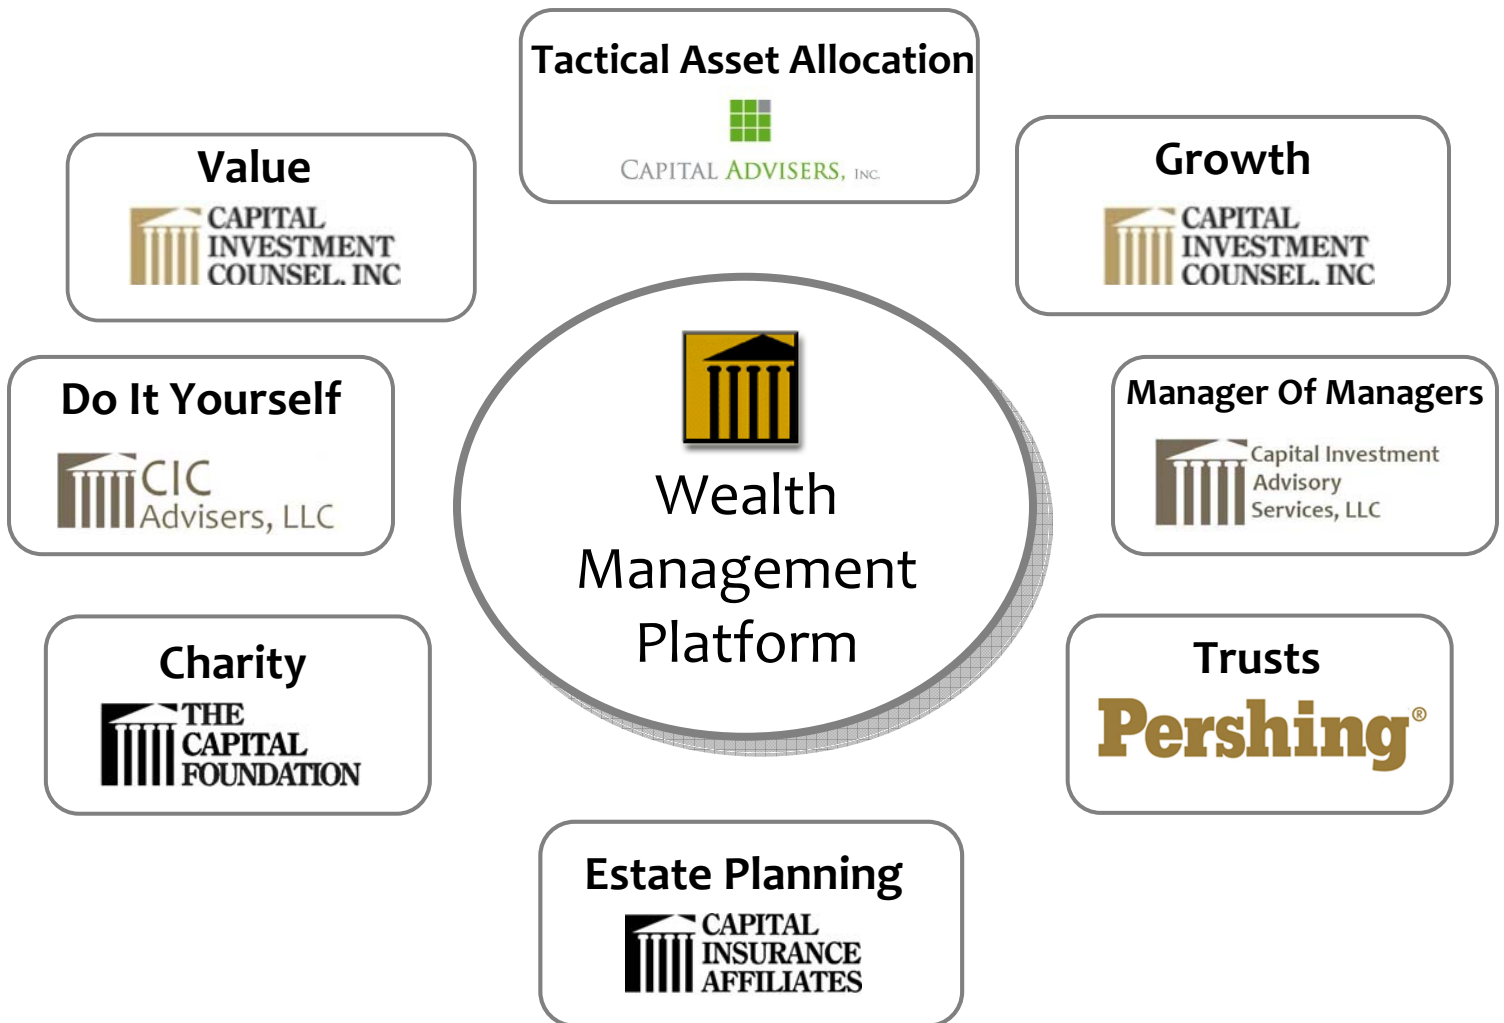 Tactical Asset Allocation
CAPITAL ADVISERS, INC.
Value
CAPITAL
INVESTMENT
COUNSEL, INC
Growth
CAPITAL
INVESTMENT
COUNSEL, INC
Do It Yourself
CIC
Advisers, LLC
Wealth
Management
Platform
Manager Of Managers
Capital Investment
Advisory
Services, LLC
Charity
THE
CAPITAL
FOUNDATION
Trusts
Pershing®
Estate Planning
CAPITAL
INSURANCE
AFFILIATES